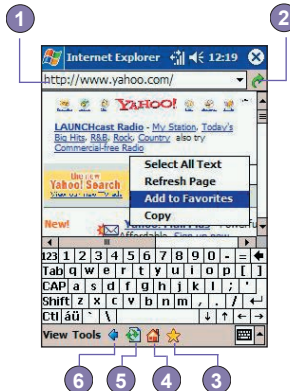 1
2
Internet Explorer 12:19
http://www.yahoo.com/
YAHOO!
LAUNCHcast Radio - My Station, Today's
Big Hits, R&B, Rock, Country also try
Commercial-free Radio
Select All Text
Refresh Page
Add to Favorites
Copy
the new
Yahoo! Search
New!
Affordable.
123 1 2 3 4 5 6 7 8 9 0 - =
Tab q w e r t y u i o p [ ]
CAP a s d f g h j k l ; '
Shift z x c v b n m , . /
Ctl áü ` \
View Tools
6
5
4
3